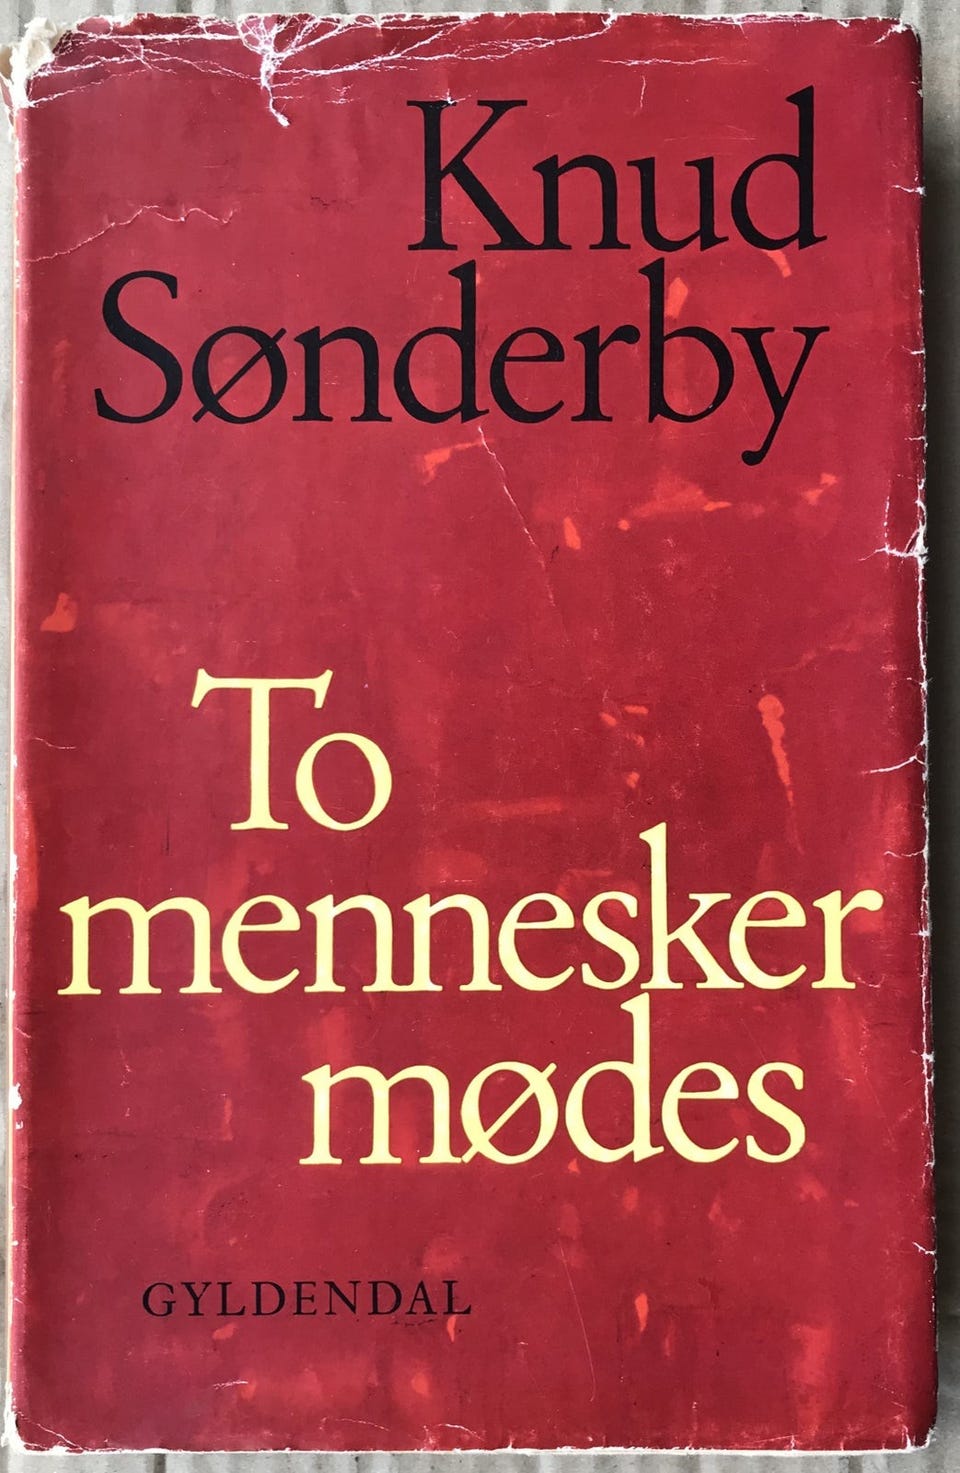 Knud
Sønderby
To
mennesker
mødes
GYLDENDAL